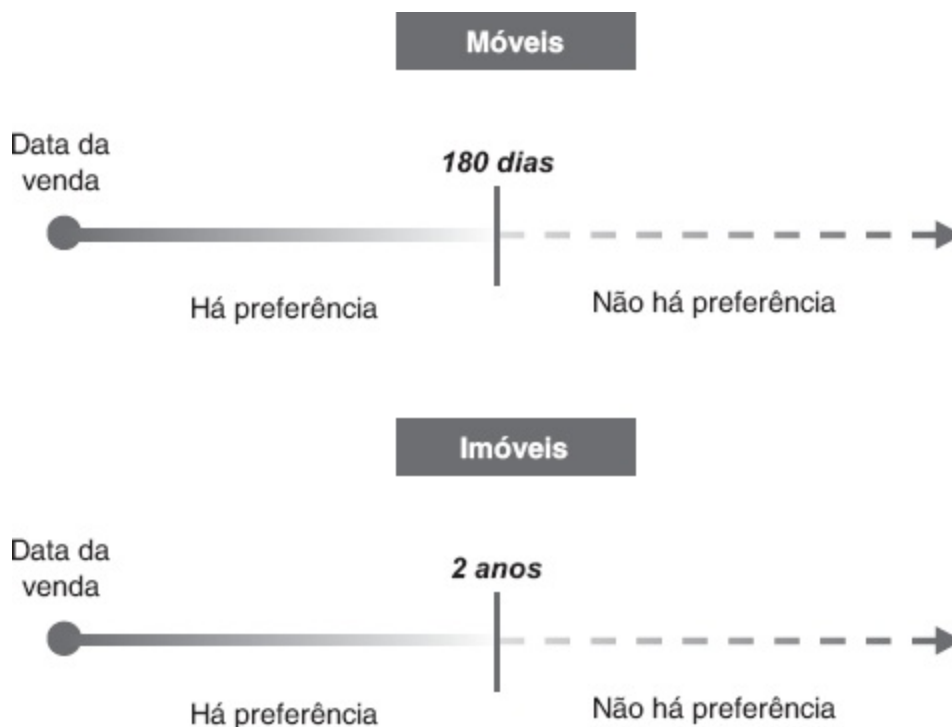 Móveis
Data da
venda
180 dias
Há preferência
Não há preferência
Imóveis
Data da
venda
2 anos
Há preferência
Não há preferência